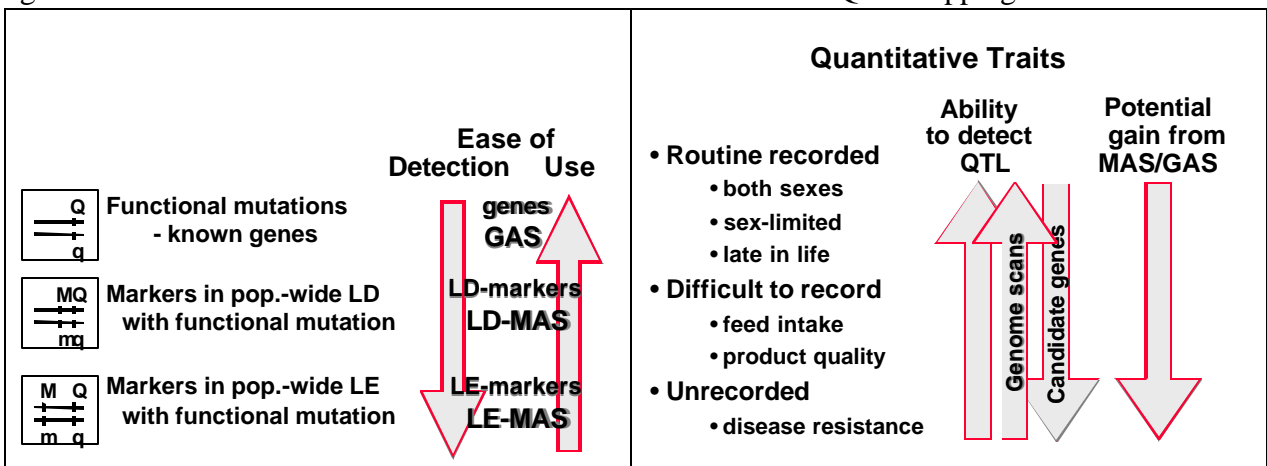 Quantitative Traits
Ease of
Detection Use
Q
q
Functional mutations
- known genes
genes
GAS
MQ
mq
Markers in pop.-wide LD
with functional mutation
LD-markers
LD-MAS
M Q
m q
Markers in pop.-wide LE
with functional mutation
LE-markers
LE-MAS
Ability
to detect
QTL
Potential
gain from
MAS/GAS
• Routine recorded
• both sexes
• sex-limited
• late in life
• Difficult to record
• feed intake
• product quality
• Unrecorded
• disease resistance
Genome scans
Candidate genes